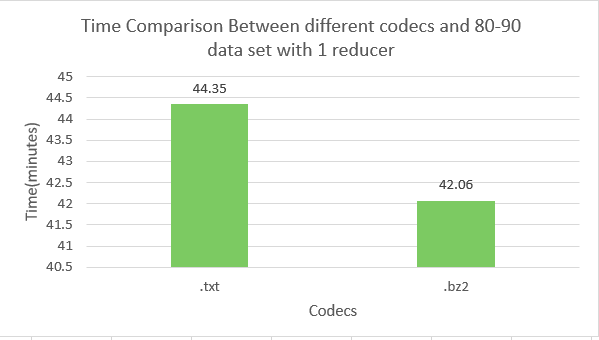 Time Comparison Between different codecs and 80-90
data set with 1 reducer
45
44.5
44
43.5
43
42.5
42
41.5
41
40.5
Time(minutes)
44.35
42.06
.txt
.bz2
Codecs